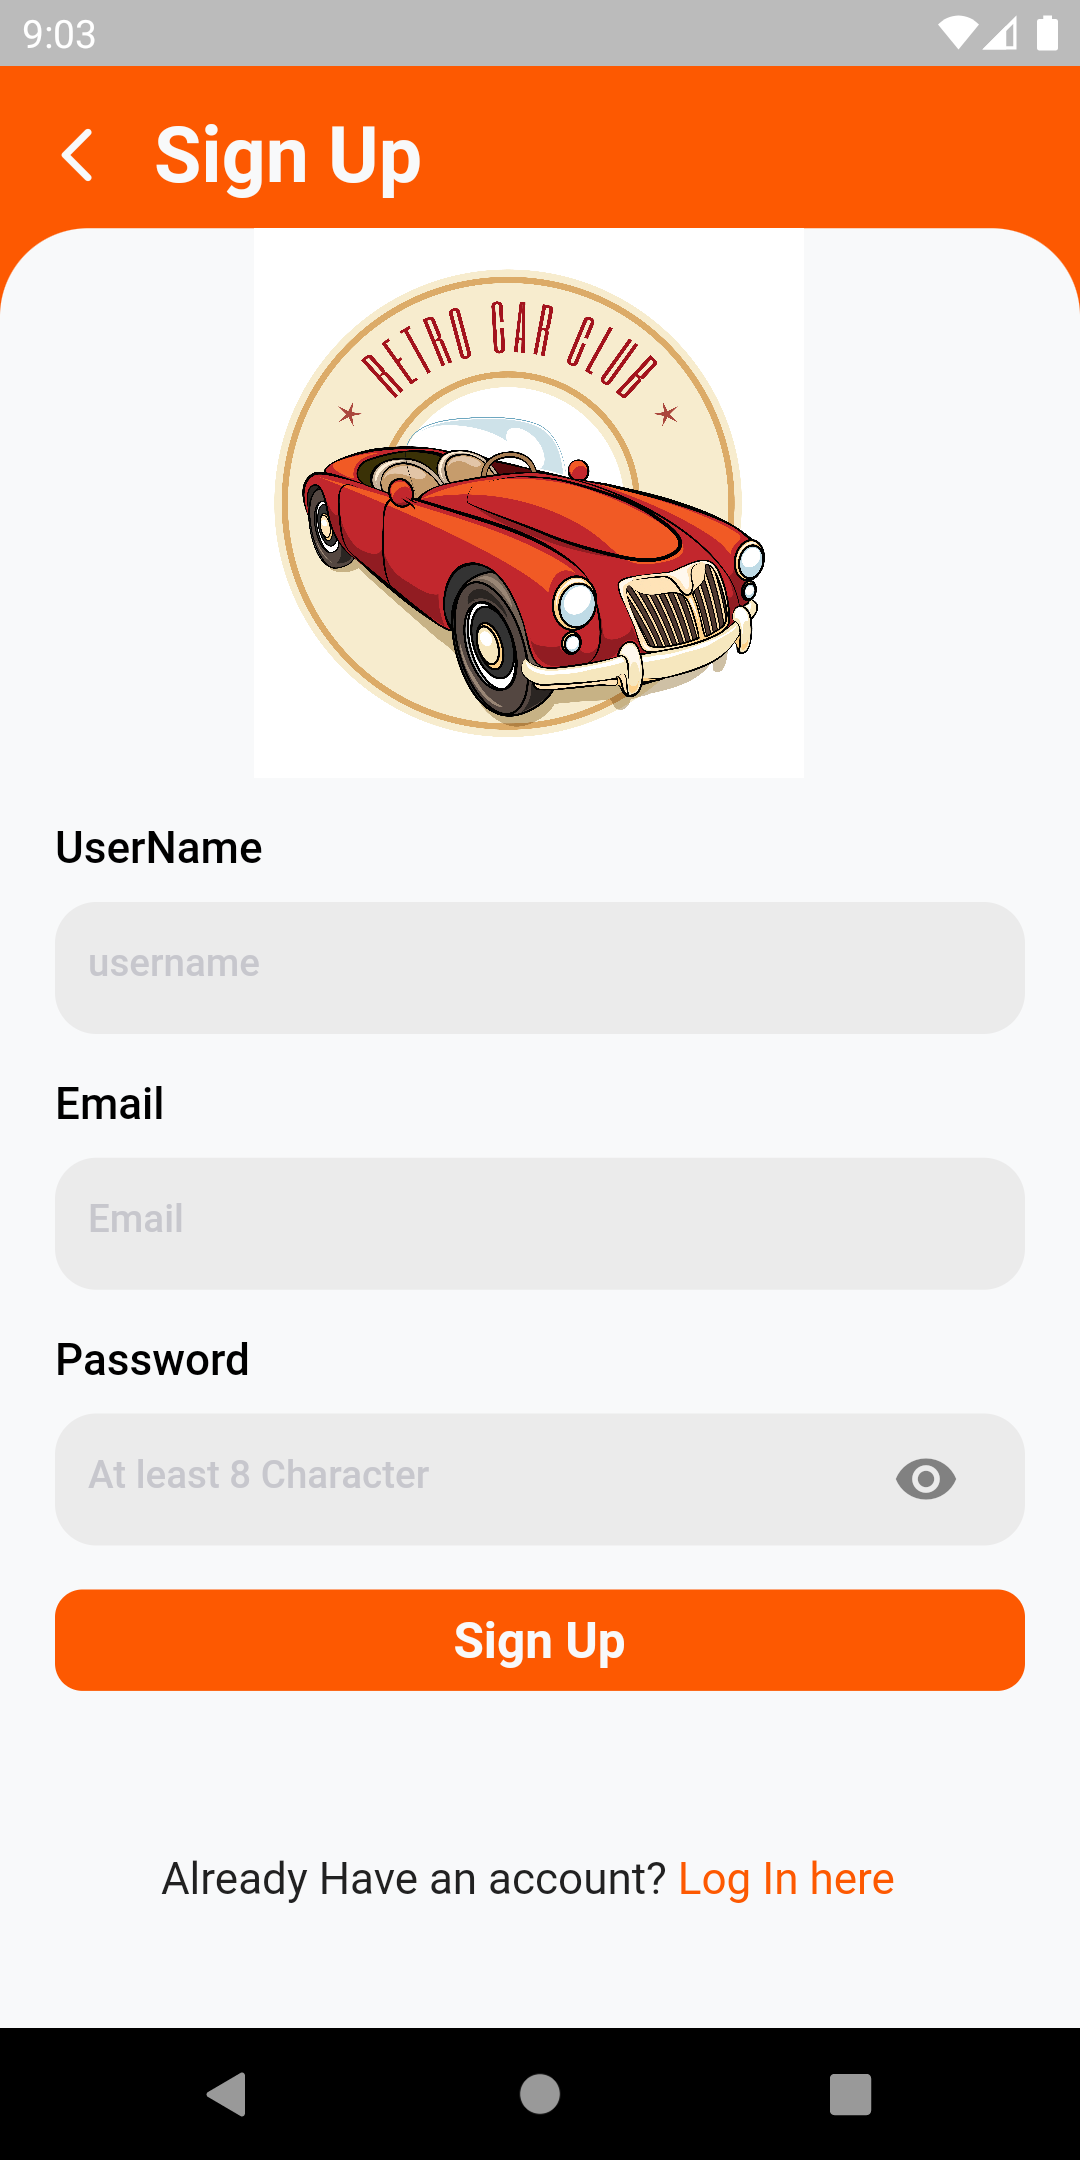 9:03
Sign Up
RETRO CAR CLUB
UserName
username
Email
Email
Password
At least 8 Character
Sign Up
Already Have an account? Log In here